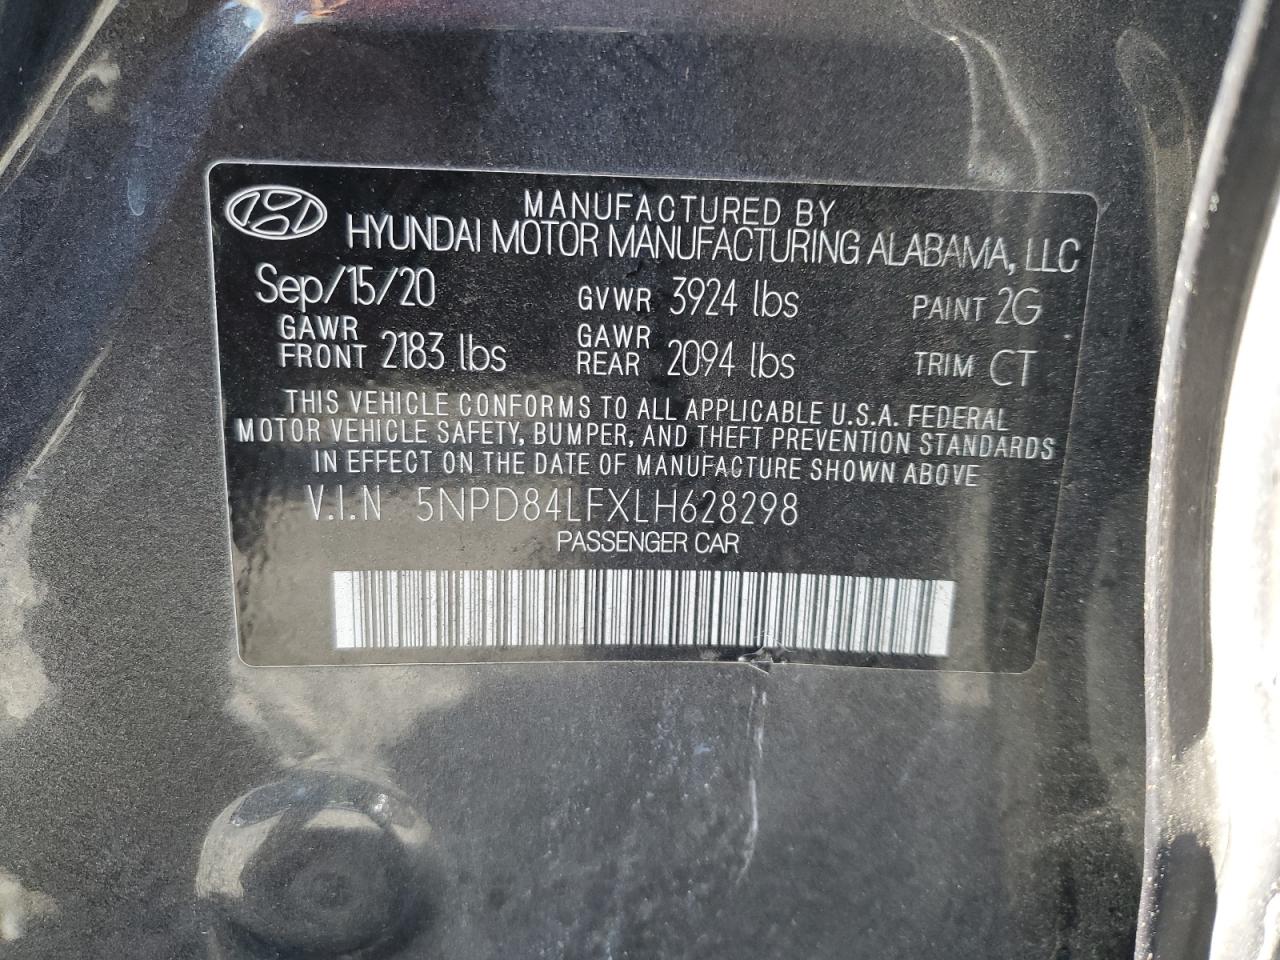 MANUFACTURED BY
HYUNDAI MOTOR MANUFACTURING ALABAMA, LLC
Sep/15/20 GVWR 3924 lbs PAINT 2G
GAWR FRONT 2183 lbs GAWR REAR 2094 lbs TRIM CT
THIS VEHICLE CONFORMS TO ALL APPLICABLE U.S.A. FEDERAL
MOTOR VEHICLE SAFETY, BUMPER, AND THEFT PREVENTION STANDARDS
IN EFFECT ON THE DATE OF MANUFACTURE SHOWN ABOVE
V.I.N 5NPD84LFXLH628298
PASSENGER CAR